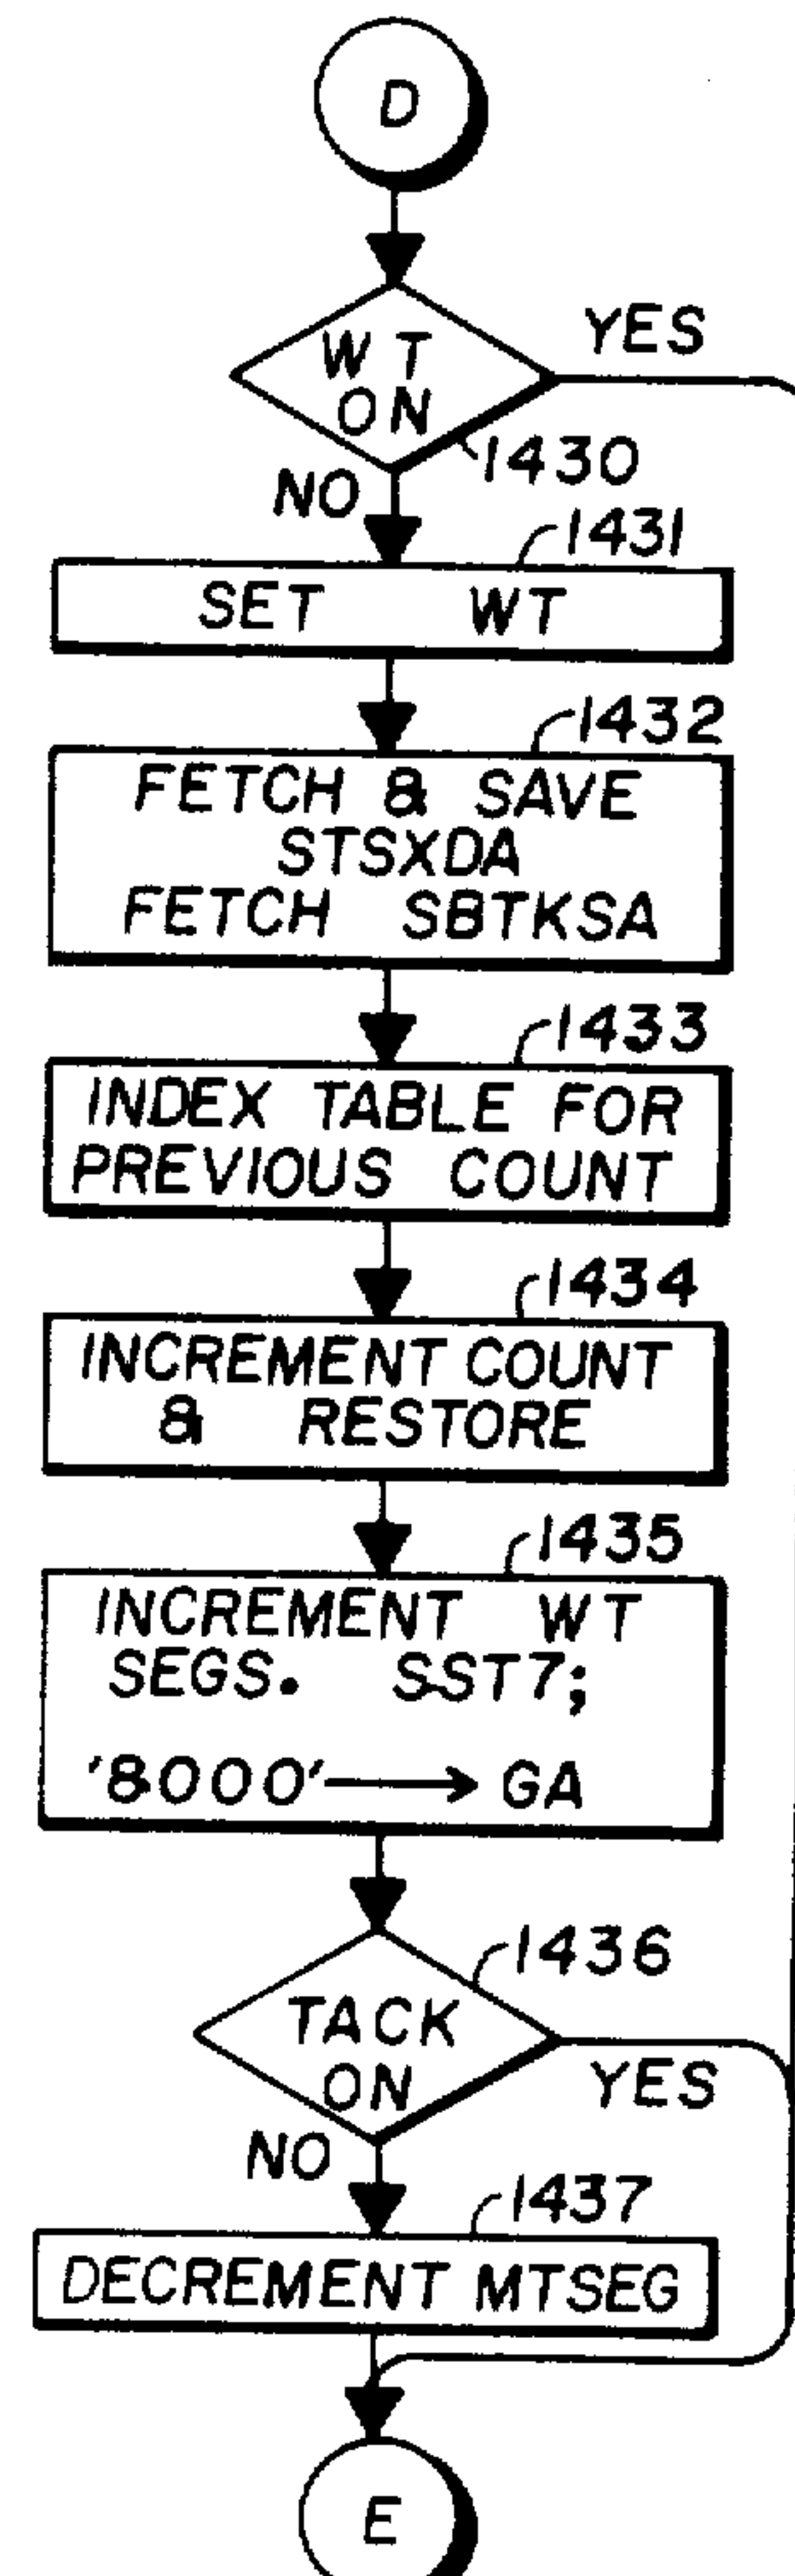 D
WT
ON
YES
1430
NO
1431
SET WT
1432
FETCH & SAVE
STSXDA
FETCH SBTKSA
1433
INDEX TABLE FOR
PREVIOUS COUNT
1434
INCREMENT COUNT
& RESTORE
1435
INCREMENT WT
SEGS. SST7;
'8000'→GA
1436
TACK
ON
YES
NO
1437
DECREMENT MTSEG
E